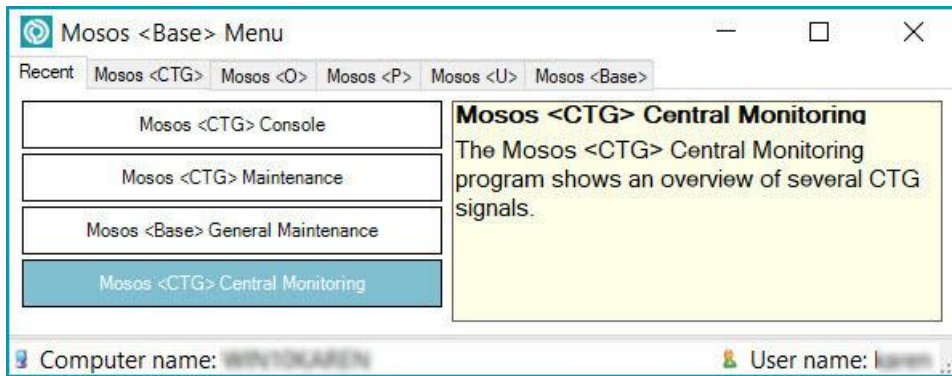 Mosos <Base> Menu
Recent Mosos <CTG> Mosos <O> Mosos <P> Mosos <U> Mosos <Base>
Mosos <CTG> Console
Mosos <CTG> Maintenance
Mosos <Base> General Maintenance
Mosos <CTG> Central Monitoring
Mosos <CTG> Central Monitoring
The Mosos <CTG> Central Monitoring
program shows an overview of several CTG
signals.
Computer name:
User name: